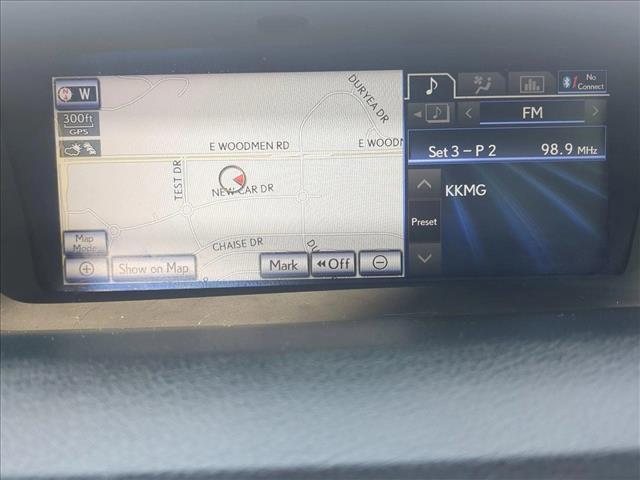 W
300ft
GPS
DURYEA DR
E WOODMEN RD
E WOODM
TEST DR
NEW CAR DR
CHAISE DR
DU
Map
Mode
Show on Map
Mark
Off
No
Connect
FM
Set 3 – P 2 98.9 MHz
KKMG
Preset